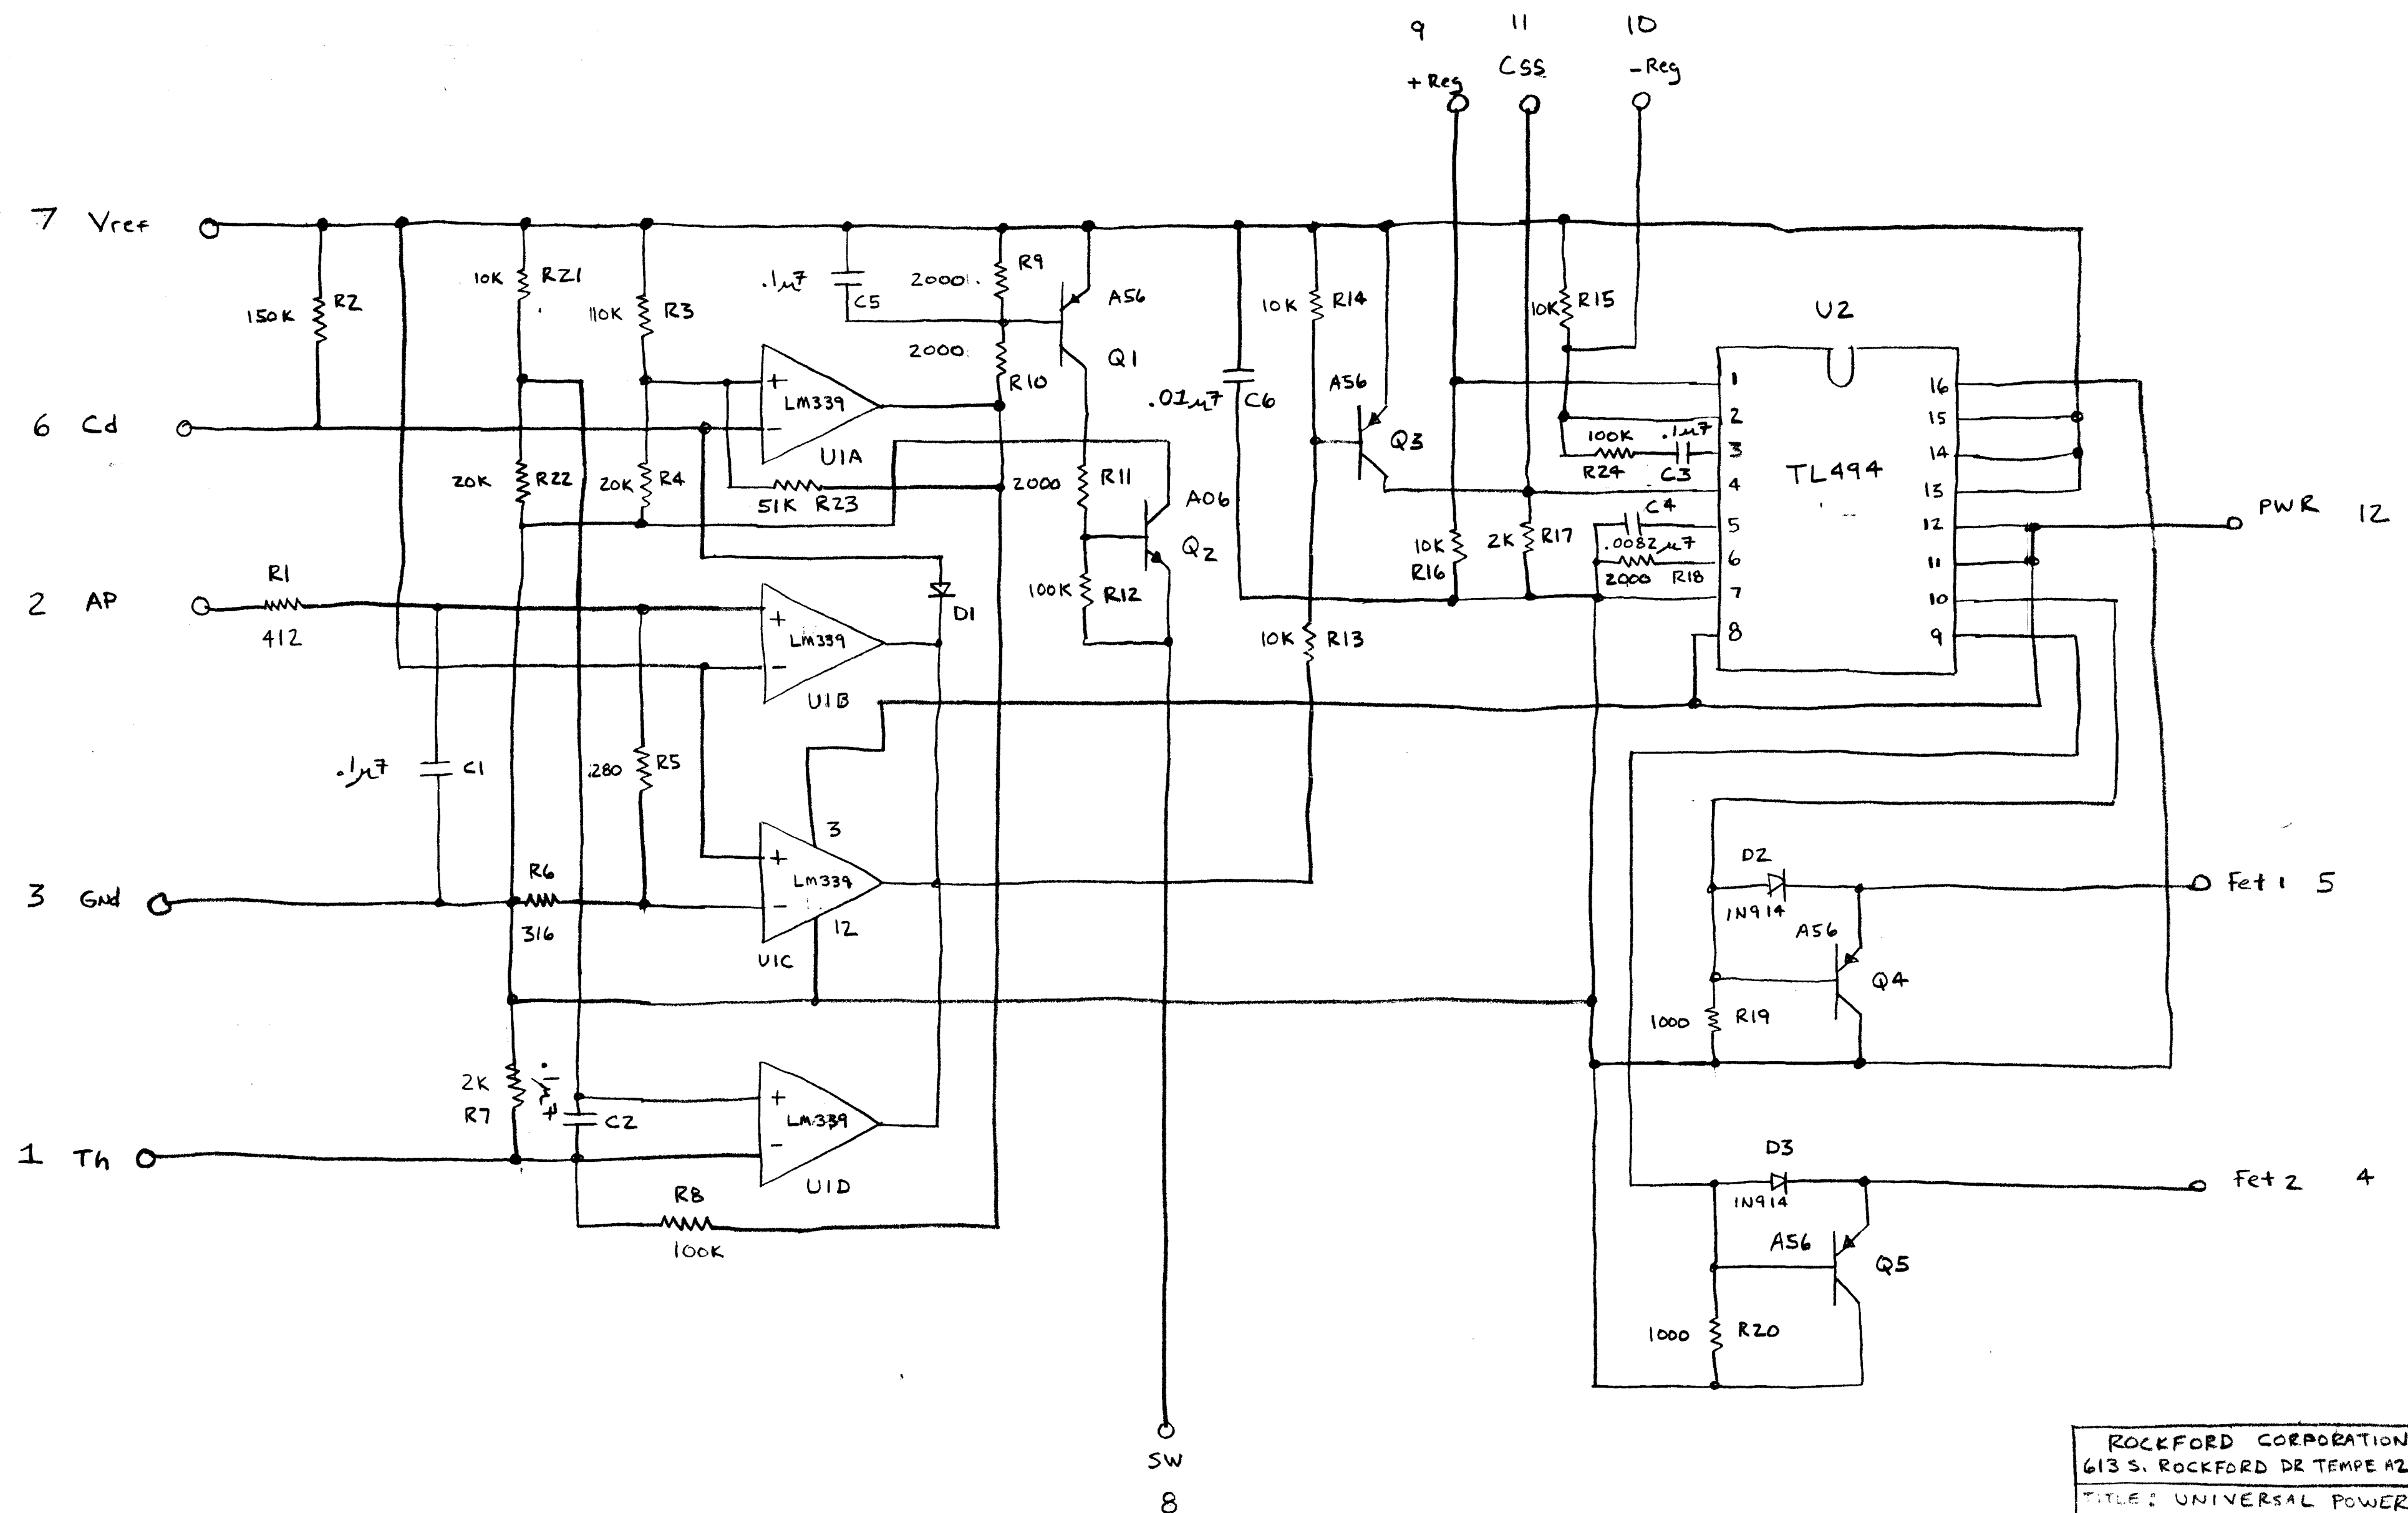 9 11 10
+Reg CSS -Reg
7 Vref
150K R2
10K R21
110K R3
.1µ7 C5
2000 R9
2000 R10
A56
Q1
.01µ7 C6
10K R14
A56
Q3
10K R15
U2
TL494
1 16
2 15
3 14
4 13
5 12
6 11
7 10
8 9
100K
R24
.1µ7
C3
C4
.0082µ7
2000 R18
6 Cd
20K R22
20K R4
+
LM339
-
U1A
51K R23
2000 R11
A06
Q2
100K R12
10K
R16
2K R17
10K R13
PWR 12
2 AP
R1
412
+
LM339
-
U1B
D1
.1µ7 C1
280 R5
3 Gnd
R6
316
3
+
LM339
-
12
U1C
D2
1N914
Fet 1 5
A56
Q4
1000 R19
2K
R7
.1µ7
C2
+
LM339
-
U1D
1 Th
R8
100K
D3
1N914
Fet 2 4
A56
Q5
1000 R20
SW
8
ROCKFORD CORPORATION
613 S. ROCKFORD DR TEMPE AZ
TITLE: UNIVERSAL POWER